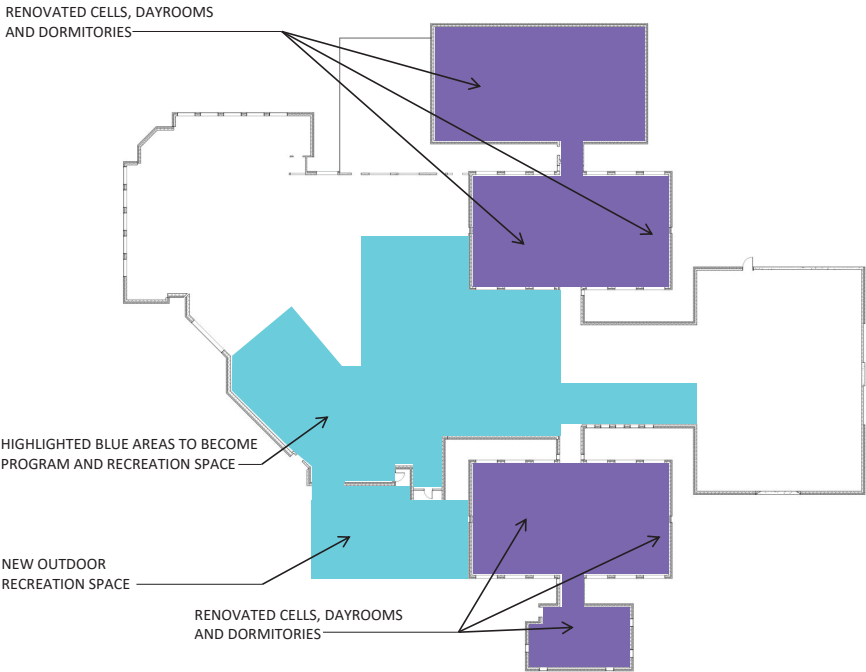 RENOVATED CELLS, DAYROOMS
AND DORMITORIES
HIGHLIGHTED BLUE AREAS TO BECOME
PROGRAM AND RECREATION SPACE
NEW OUTDOOR
RECREATION SPACE
RENOVATED CELLS, DAYROOMS
AND DORMITORIES